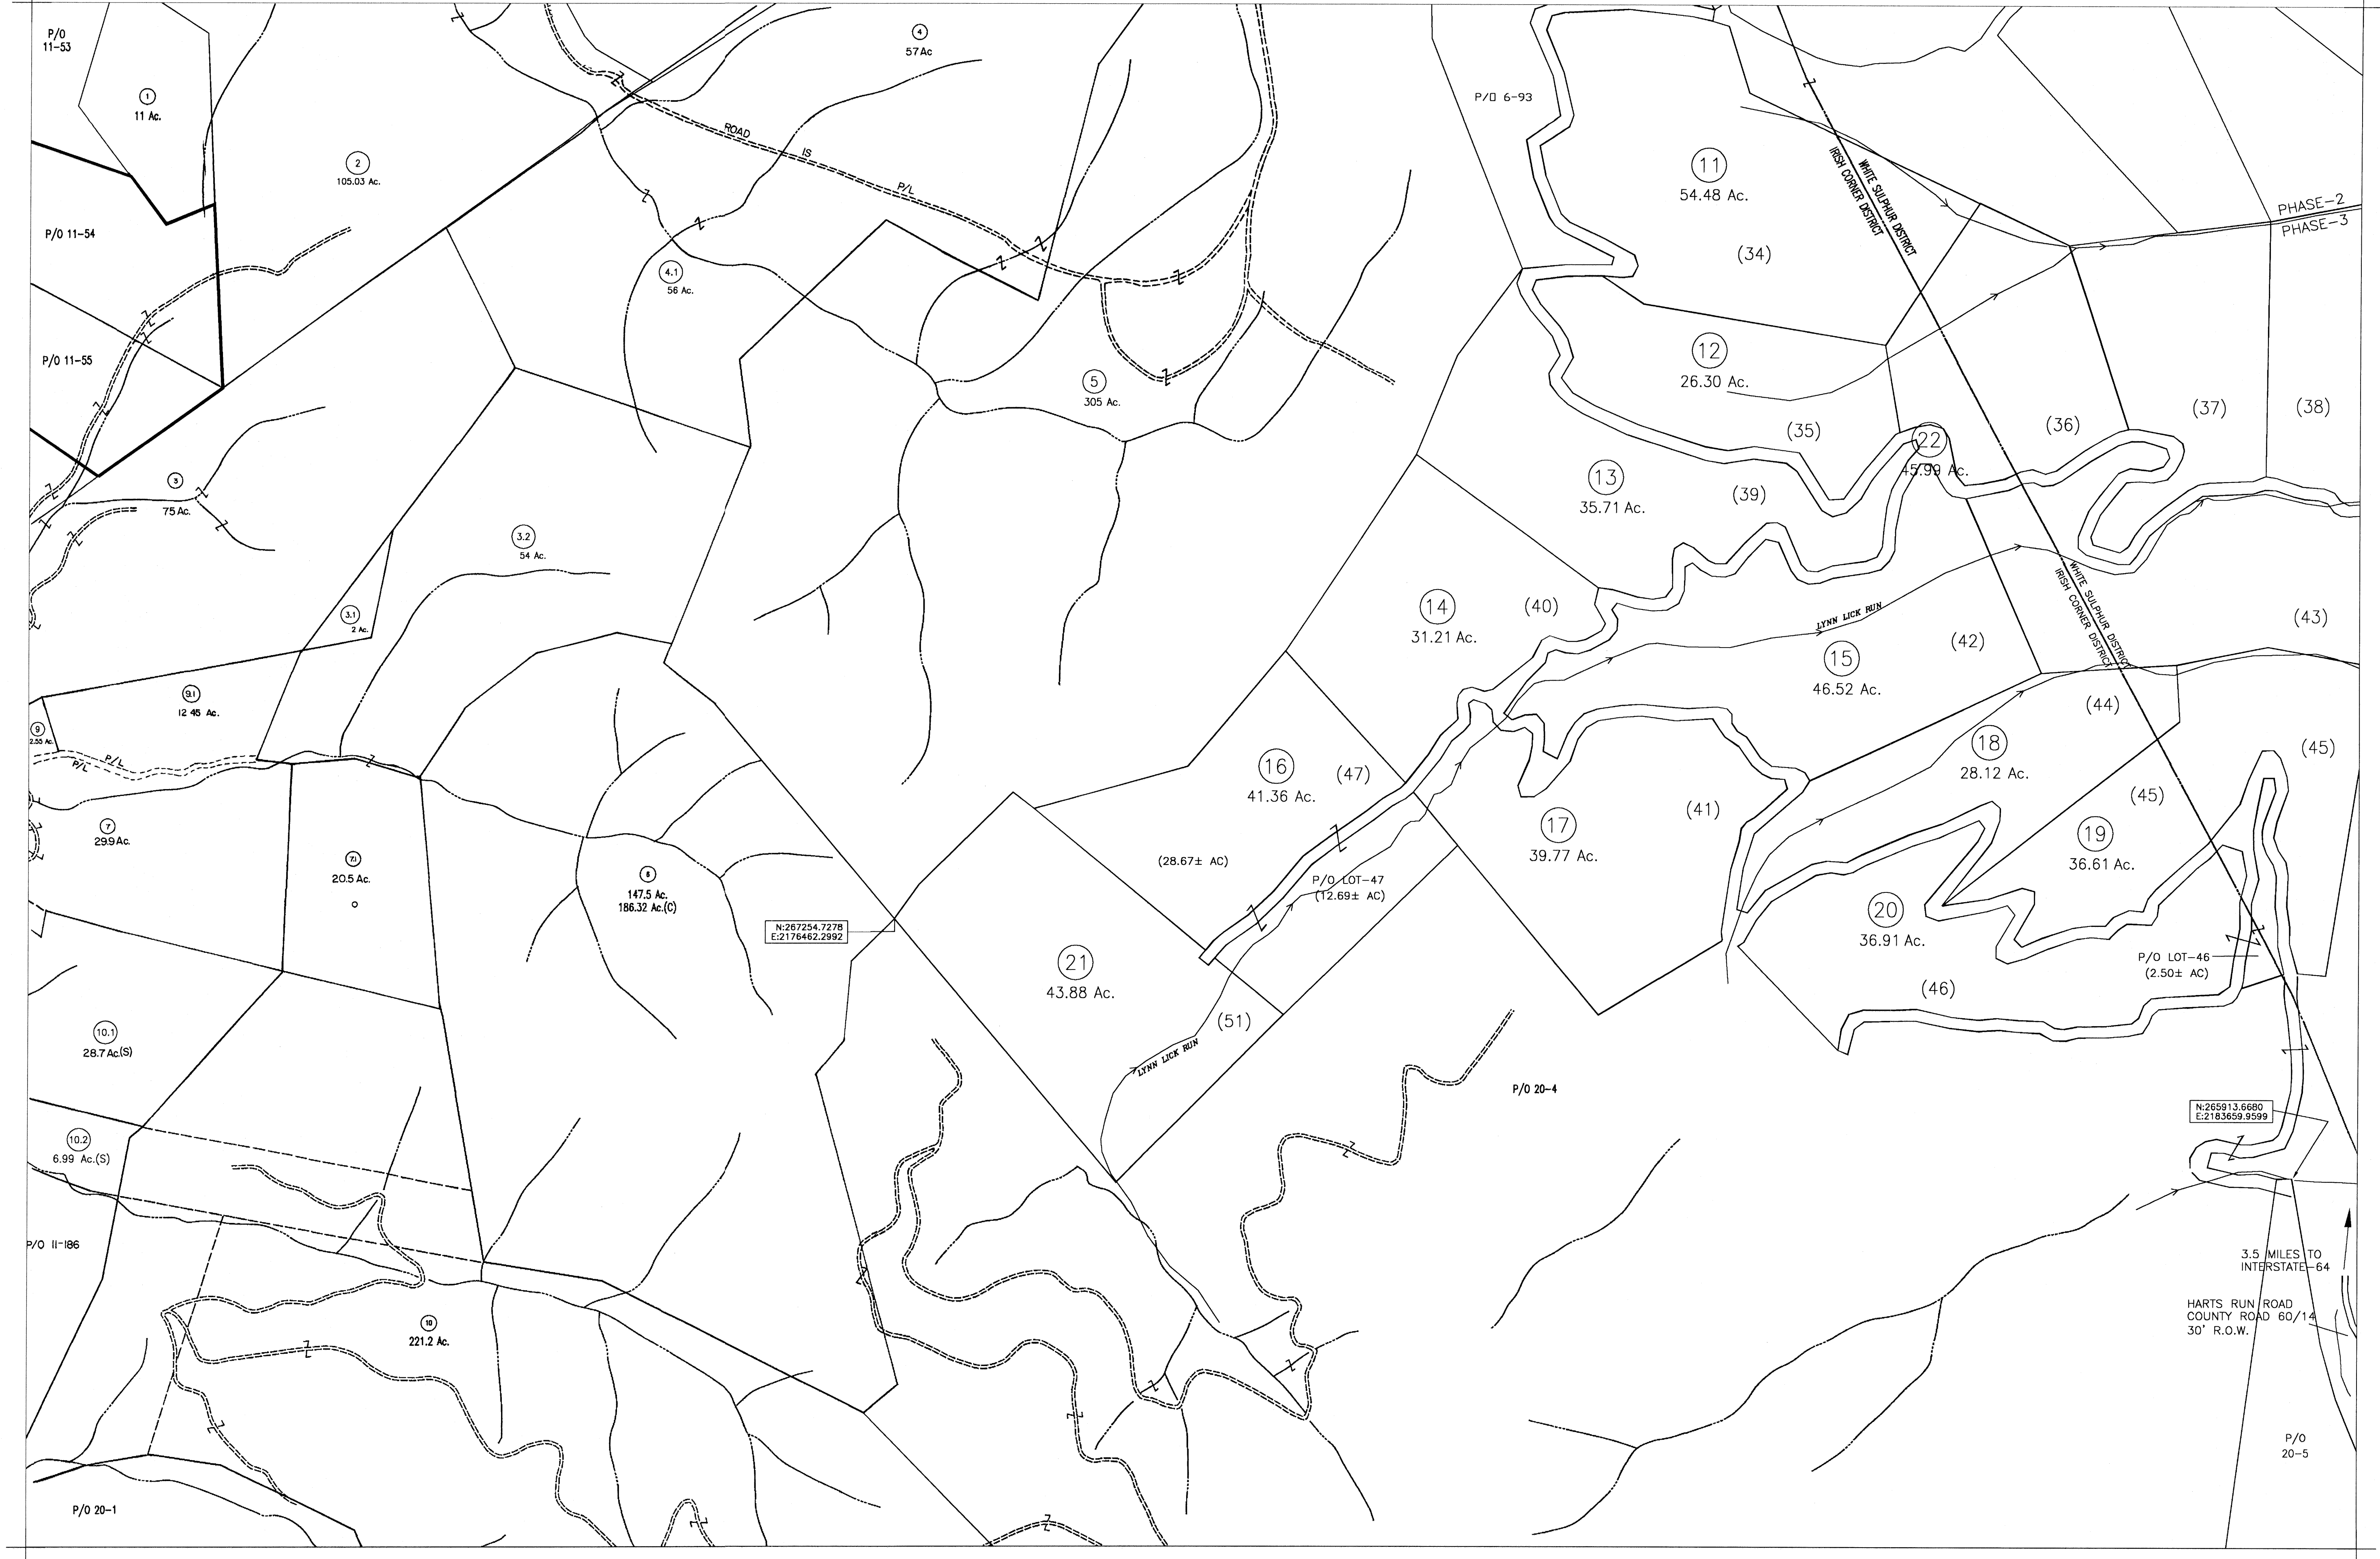 P/O
11-53
1
11 Ac.
2
105.03 Ac.
4
57Ac
ROAD
IS
P/L
P/O 6-93
11
54.48 Ac.
(34)
WHITE SULPHUR DISTRICT
IRISH CORNER DISTRICT
PHASE-2
PHASE-3
P/O 11-54
P/O 11-55
4.1
56 Ac.
5
305 Ac.
12
26.30 Ac.
(35)
22
45.99 Ac.
(36)
(37)
(38)
3
75 Ac.
3.2
54 Ac.
13
35.71 Ac.
(39)
3.1
2 Ac.
14
31.21 Ac.
(40)
LYNN LICK RUN
15
46.52 Ac.
(42)
WHITE SULPHUR DISTRICT
IRISH CORNER DISTRICT
(43)
9.1
12 45 Ac.
9
2.55 Ac.
P/L
P/L
(44)
18
28.12 Ac.
(45)
(45)
16
41.36 Ac.
(47)
(28.67± AC)
17
39.77 Ac.
(41)
19
36.61 Ac.
7
29.9 Ac.
7.1
20.5 Ac.
6
147.5 Ac.
186.32 Ac.(C)
P/O LOT-47
(12.69± AC)
N:267254.7278
E:2176462.2992
20
36.91 Ac.
(46)
P/O LOT-46
(2.50± AC)
21
43.88 Ac.
(51)
LYNN LICK RUN
10.1
28.7 Ac.(S)
P/O 20-4
N:265913.6680
E:2183659.9599
10.2
6.99 Ac.(S)
P/O 11-186
3.5 MILES TO
INTERSTATE-64
HARTS RUN ROAD
COUNTY ROAD 60/14
30' R.O.W.
10
221.2 Ac.
P/O
20-5
P/O 20-1